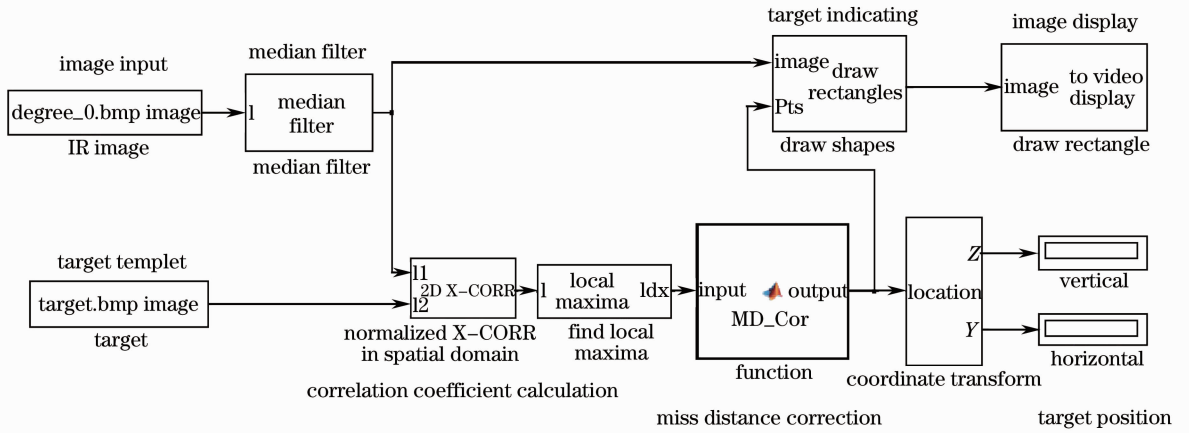 target indicating
image display
median filter
image input
image
draw
rectangles
Pts
image
to video
display
degree_0.bmp image
I
median
filter
IR image
median filter
draw shapes
draw rectangle
target templet
target.bmp image
target
I1
2D X-CORR
I2
I
local
maxima
Idx
input
output
MD_Cor
location
Z
Y
vertical
horizontal
normalized X-CORR
in spatial domain
find local
maxima
function
coordinate transform
correlation coefficient calculation
miss distance correction
target position